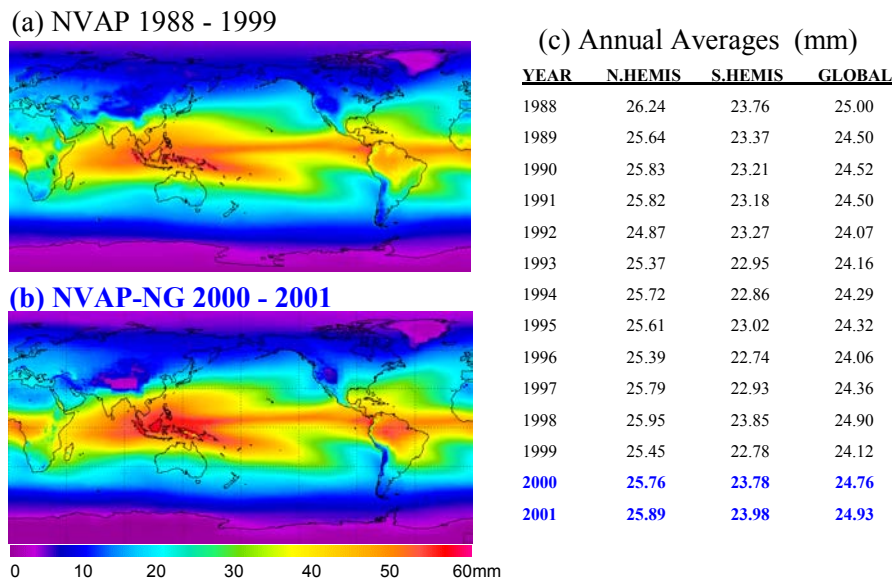 (a) NVAP 1988 - 1999
(b) NVAP-NG 2000 - 2001
0 10 20 30 40 50 60mm
(c) Annual Averages (mm)
YEAR N.HEMIS S.HEMIS GLOBAL
1988 26.24 23.76 25.00
1989 25.64 23.37 24.50
1990 25.83 23.21 24.52
1991 25.82 23.18 24.50
1992 24.87 23.27 24.07
1993 25.37 22.95 24.16
1994 25.72 22.86 24.29
1995 25.61 23.02 24.32
1996 25.39 22.74 24.06
1997 25.79 22.93 24.36
1998 25.95 23.85 24.90
1999 25.45 22.78 24.12
2000 25.76 23.78 24.76
2001 25.89 23.98 24.93